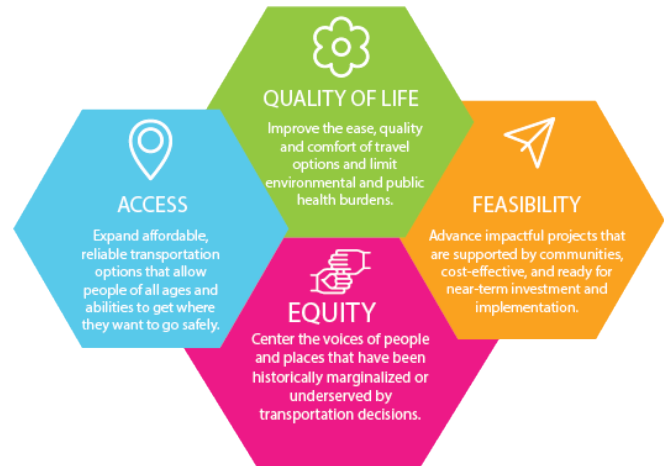 QUALITY OF LIFE
Improve the ease, quality
and comfort of travel
options and limit
environmental and public
health burdens.
ACCESS
Expand affordable,
reliable transportation
options that allow
people of all ages and
abilities to get where
they want to go safely.
FEASIBILITY
Advance impactful projects that
are supported by communities,
cost-effective, and ready for
near-term investment and
implementation.
EQUITY
Center the voices of people
and places that have been
historically marginalized or
underserved by
transportation decisions.